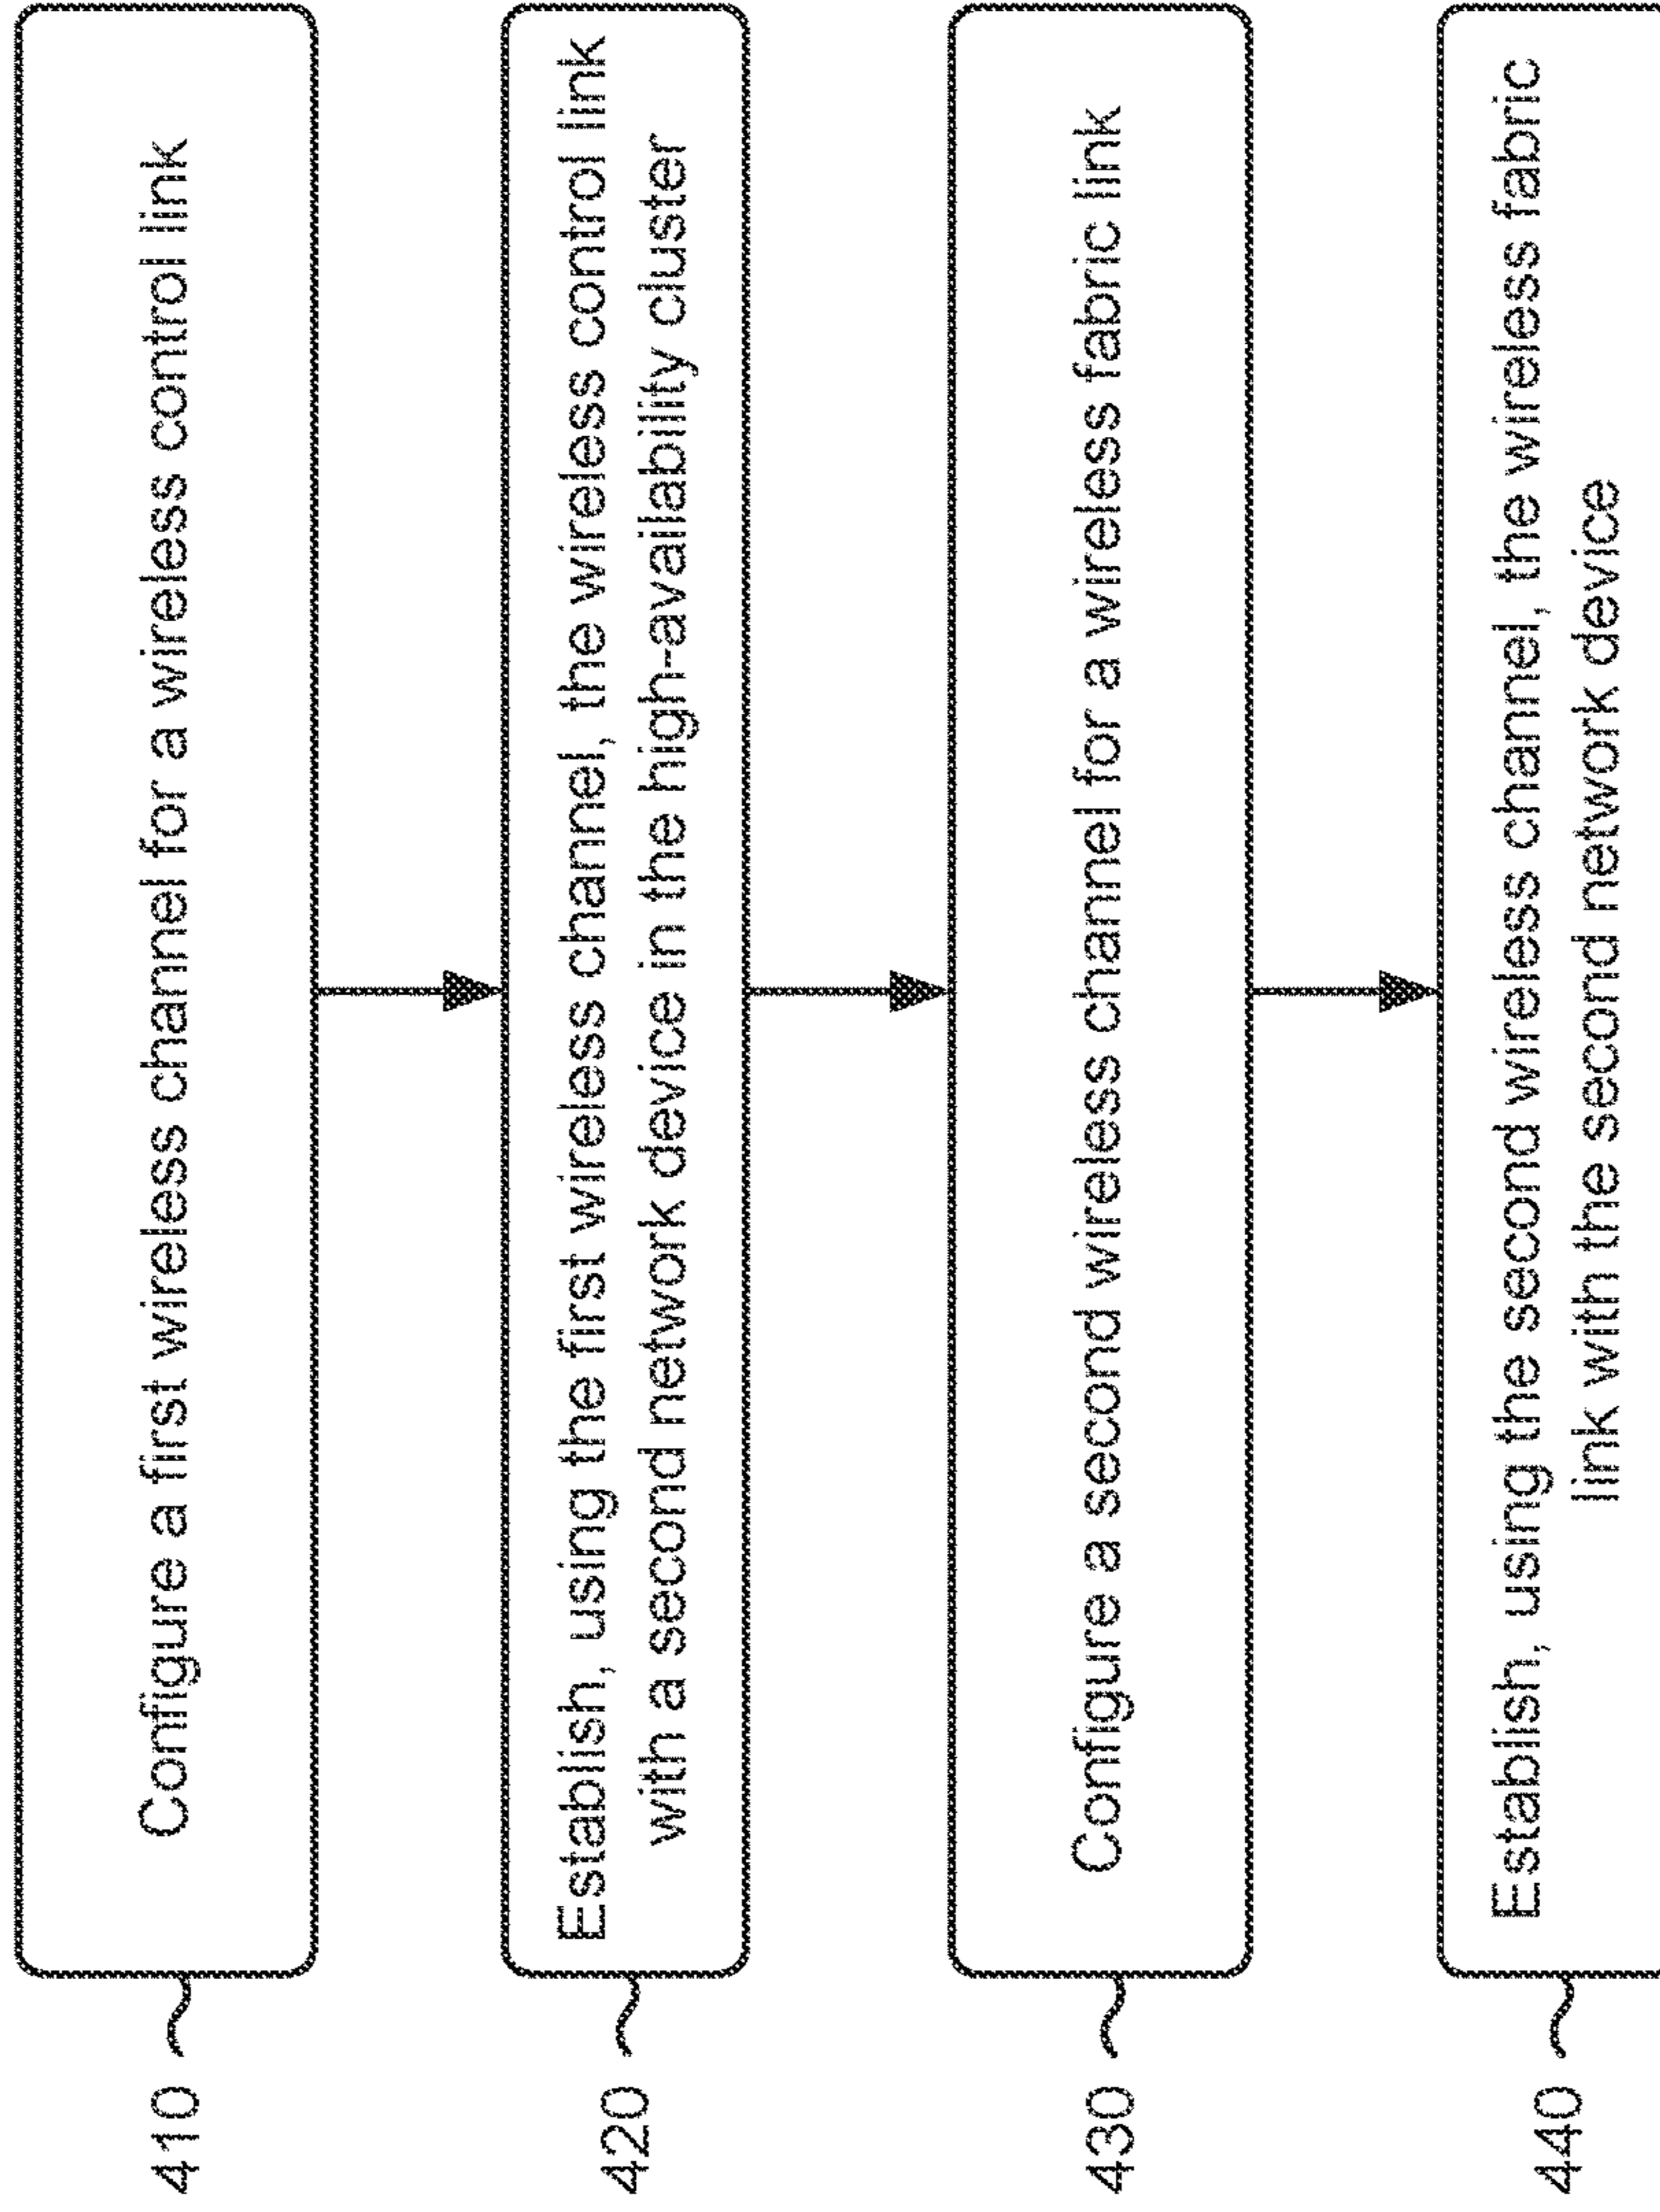 410
Configure a first wireless channel for a wireless control link
420
Establish, using the first wireless channel, the wireless control link
with a second network device in the high-availability cluster
430
Configure a second wireless channel for a wireless fabric link
440
Establish, using the second wireless channel, the wireless fabric
link with the second network device